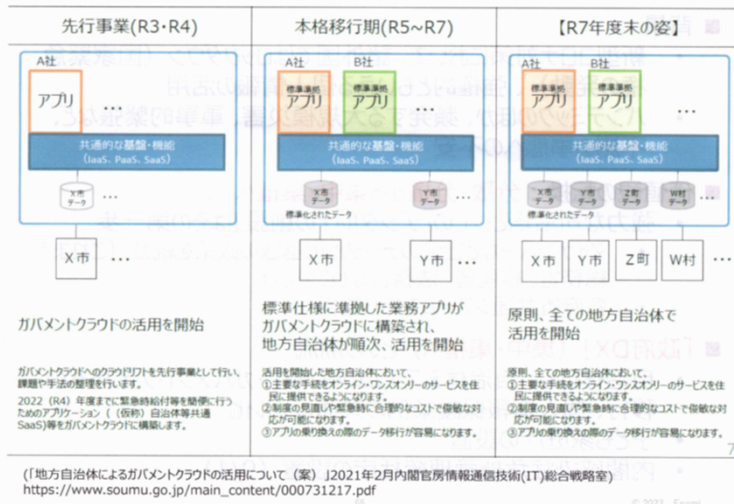 先行事業(R3・R4)
A社
アプリ
…
共通的な基盤・機能
(IaaS、PaaS、SaaS)
X市
データ
…
X市
…
ガバメントクラウドの活用を開始
ガバメントクラウドへのクラウドリフトを先行事業として行い、
課題や手法の整理を行います。
2022(R4)年度までに緊急時給付等を簡便に行う
ためのアプリケーション((仮称)自治体等共通
SaaS)等をガバメントクラウドに構築します。
本格移行期(R5~R7)
A社
B社
標準準拠
アプリ
標準準拠
アプリ
…
共通的な基盤・機能
(IaaS、PaaS、SaaS)
X市
データ
…
Y市
データ
標準化されたデータ
X市
Y市
…
標準仕様に準拠した業務アプリが
ガバメントクラウドに構築され、
地方自治体が順次、活用を開始
活用を開始した地方自治体において、
①主要な手続をオンライン・ワンスオンリーのサービスを住
民に提供できるようになります。
②制度の見直しや緊急時に合理的なコストで俊敏な対
応が可能になります。
③アプリの乗り換えの際のデータ移行が容易になります。
【R7年度末の姿】
A社
B社
標準準拠
アプリ
標準準拠
アプリ
…
共通的な基盤・機能
(IaaS、PaaS、SaaS)
X市
データ
Y市
データ
Z町
データ
W村
データ
…
標準化されたデータ
X市
Y市
Z町
W村
…
原則、全ての地方自治体で
活用を開始
原則、全ての地方自治体において、
①主要な手続をオンライン・ワンスオンリーのサービスを住
民に提供できるようになります。
②制度の見直しや緊急時に合理的なコストで俊敏な対
応が可能になります。
③アプリの乗り換えの際のデータ移行が容易になります。
7
(「地方自治体によるガバメントクラウドの活用について(案)」2021年2月内閣官房情報通信技術(IT)総合戦略室)
https://www.soumu.go.jp/main_content/000731217.pdf